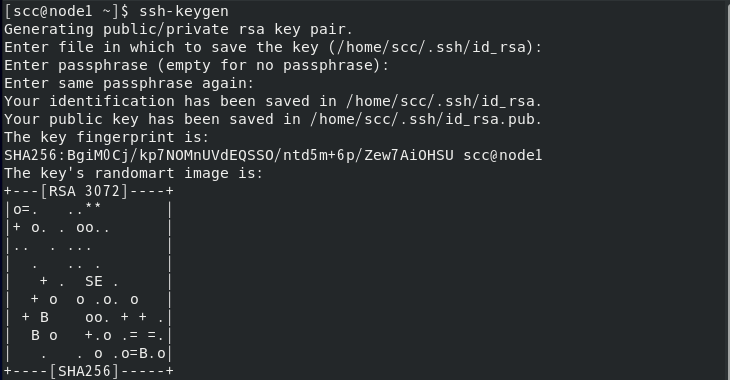 [scc@node1 ~]$ ssh-keygen
Generating public/private rsa key pair.
Enter file in which to save the key (/home/scc/.ssh/id_rsa):
Enter passphrase (empty for no passphrase):
Enter same passphrase again:
Your identification has been saved in /home/scc/.ssh/id_rsa.
Your public key has been saved in /home/scc/.ssh/id_rsa.pub.
The key fingerprint is:
SHA256:BgiM0Cj/kp7NOMnUVdEQSSO/ntd5m+6p/Zew7AiOHSU scc@node1
The key's randomart image is:
+---[RSA 3072]----+
|o=.   ..**       |
|+ o. . oo..      |
|..  . ...        |
|  .   .. .       |
|   + .  SE .     |
|  + o  o .o. o   |
| + B    oo. + + .|
|  B o   +.o .= =.|
|   .   . o .o=B.o|
+----[SHA256]-----+